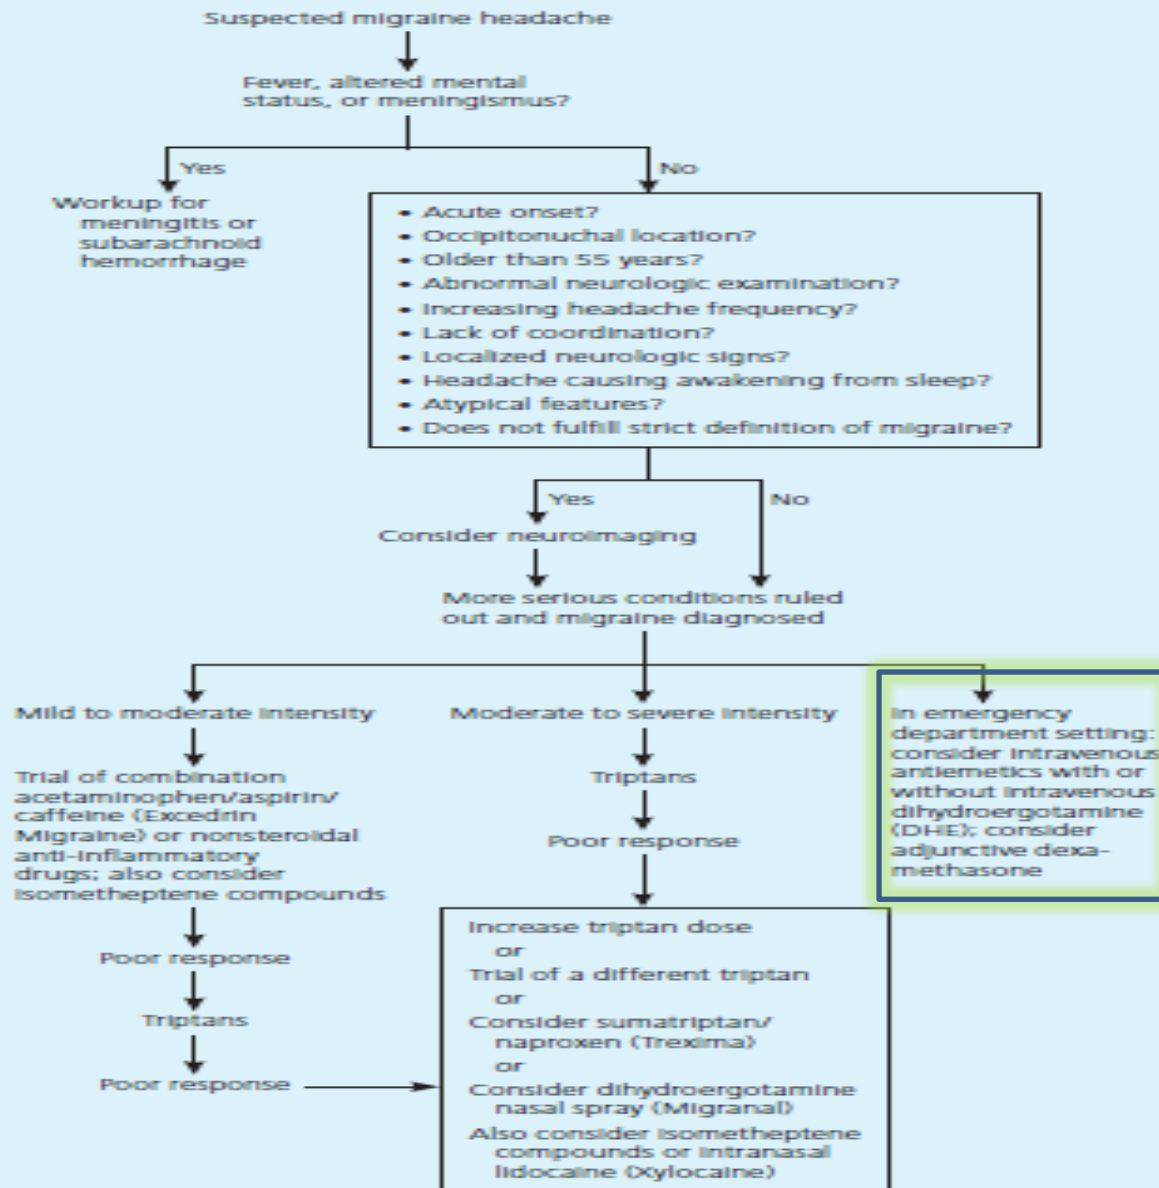 Suspected migraine headache
Fever, altered mental
status, or meningismus?
Yes
No
Workup for
meningitis or
subarachnoid
hemorrhage
• Acute onset?
• Occipitonuchal location?
• Older than 55 years?
• Abnormal neurologic examination?
• Increasing headache frequency?
• Lack of coordination?
• Localized neurologic signs?
• Headache causing awakening from sleep?
• Atypical features?
• Does not fulfill strict definition of migraine?
Yes
No
Consider neuroimaging
More serious conditions ruled
out and migraine diagnosed
Mild to moderate intensity
Trial of combination
acetaminophen/aspirin/
caffeine (Excedrin
Migraine) or nonsteroidal
anti-inflammatory
drugs; also consider
isometheptene compounds
Poor response
Triptans
Poor response
Moderate to severe intensity
Triptans
Poor response
Increase triptan dose
or
Trial of a different triptan
or
Consider sumatriptan/
naproxen (Treximа)
or
Consider dihydroergotamine
nasal spray (Migranal)
Also consider isometheptene
compounds or intranasal
lidocaine (Xylocaine)
In emergency
department setting:
consider intravenous
antiemetics with or
without intravenous
dihydroergotamine
(DHE); consider
adjunctive dexa-
methasone